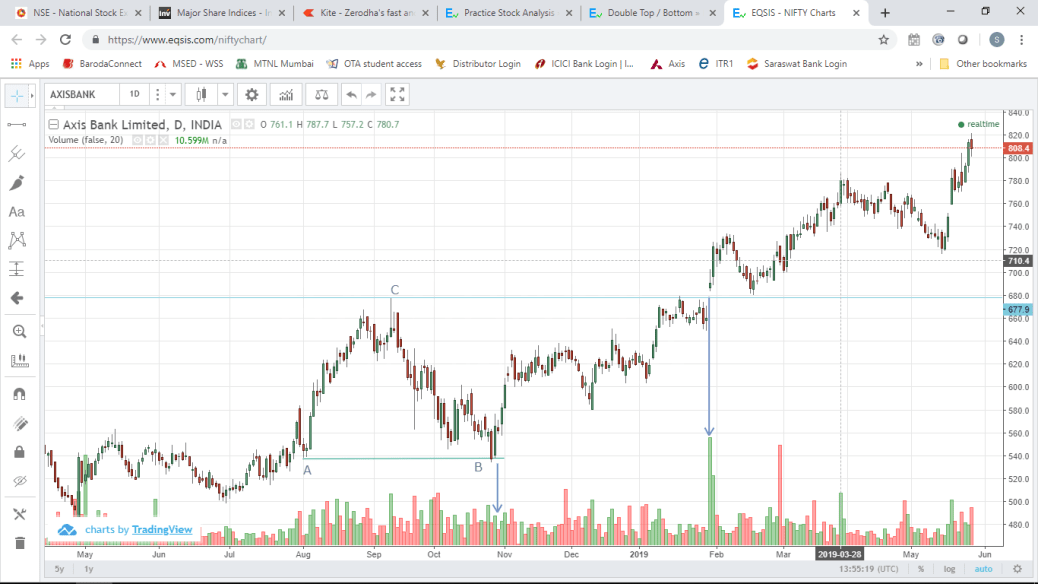 NSE - National Stock Ex
Major Share Indices - In
Kite - Zerodha's fast and
Practice Stock Analysis
Double Top / Bottom
EQSIS - NIFTY Charts
https://www.eqsis.com/niftychart/
S
Apps
BarodaConnect
MSED - WSS
MTNL Mumbai
OTA student access
Distributor Login
ICICI Bank Login | I...
Axis
ITR1
Saraswat Bank Login
»
Other bookmarks
AXISBANK
1D
Axis Bank Limited, D, INDIA
O 761.1 H 787.7 L 757.2 C 780.7
realtime
Volume (false, 20)
10.599M n/a
Aa
840.0
820.0
808.4
800.0
780.0
760.0
740.0
720.0
710.4
700.0
680.0
677.9
660.0
640.0
620.0
600.0
580.0
560.0
540.0
520.0
500.0
480.0
C
A
B
charts by TradingView
May
Jun
Jul
Aug
Sep
Oct
Nov
Dec
2019
Feb
Mar
2019-03-28
May
Jun
5y
1y
13:55:19 (UTC)
%
log
auto